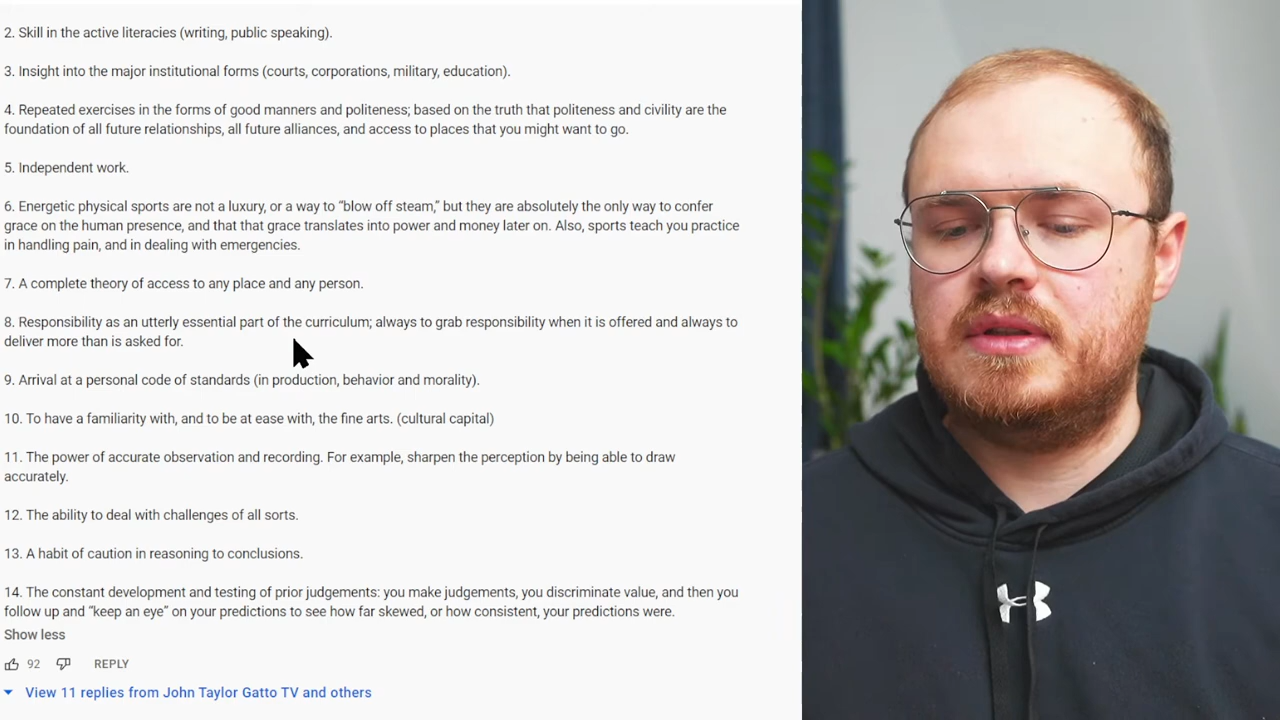 2. Skill in the active literacies (writing, public speaking).
3. Insight into the major institutional forms (courts, corporations, military, education).
4. Repeated exercises in the forms of good manners and politeness; based on the truth that politeness and civility are the
foundation of all future relationships, all future alliances, and access to places that you might want to go.
5. Independent work.
6. Energetic physical sports are not a luxury, or a way to “blow off steam,” but they are absolutely the only way to confer
grace on the human presence, and that that grace translates into power and money later on. Also, sports teach you practice
in handling pain, and in dealing with emergencies.
7. A complete theory of access to any place and any person.
8. Responsibility as an utterly essential part of the curriculum; always to grab responsibility when it is offered and always to
deliver more than is asked for.
9. Arrival at a personal code of standards (in production, behavior and morality).
10. To have a familiarity with, and to be at ease with, the fine arts. (cultural capital)
11. The power of accurate observation and recording. For example, sharpen the perception by being able to draw
accurately.
12. The ability to deal with challenges of all sorts.
13. A habit of caution in reasoning to conclusions.
14. The constant development and testing of prior judgements: you make judgements, you discriminate value, and then you
follow up and “keep an eye” on your predictions to see how far skewed, or how consistent, your predictions were.
Show less
92 REPLY
View 11 replies from John Taylor Gatto TV and others